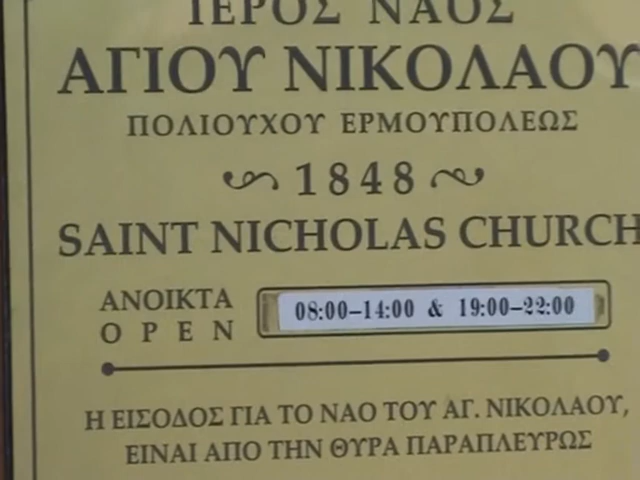 ΙΕΡΟΣ ΝΑΟΣ
ΑΓΙΟΥ ΝΙΚΟΛΑΟΥ
ΠΟΛΙΟΥΧΟΥ ΕΡΜΟΥΠΟΛΕΩΣ
1848
SAINT NICHOLAS CHURCH
ΑΝΟΙΚΤΑ
OPEN
08:00–14:00 & 19:00–22:00
Η ΕΙΣΟΔΟΣ ΓΙΑ ΤΟ ΝΑΟ ΤΟΥ ΑΓ. ΝΙΚΟΛΑΟΥ,
ΕΙΝΑΙ ΑΠΟ ΤΗΝ ΘΥΡΑ ΠΑΡΑΠΛΕΥΡΩΣ